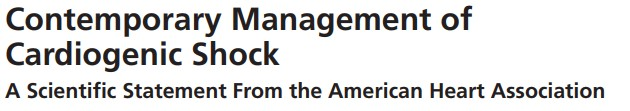 Contemporary Management of
Cardiogenic Shock
A Scientific Statement From the American Heart Association